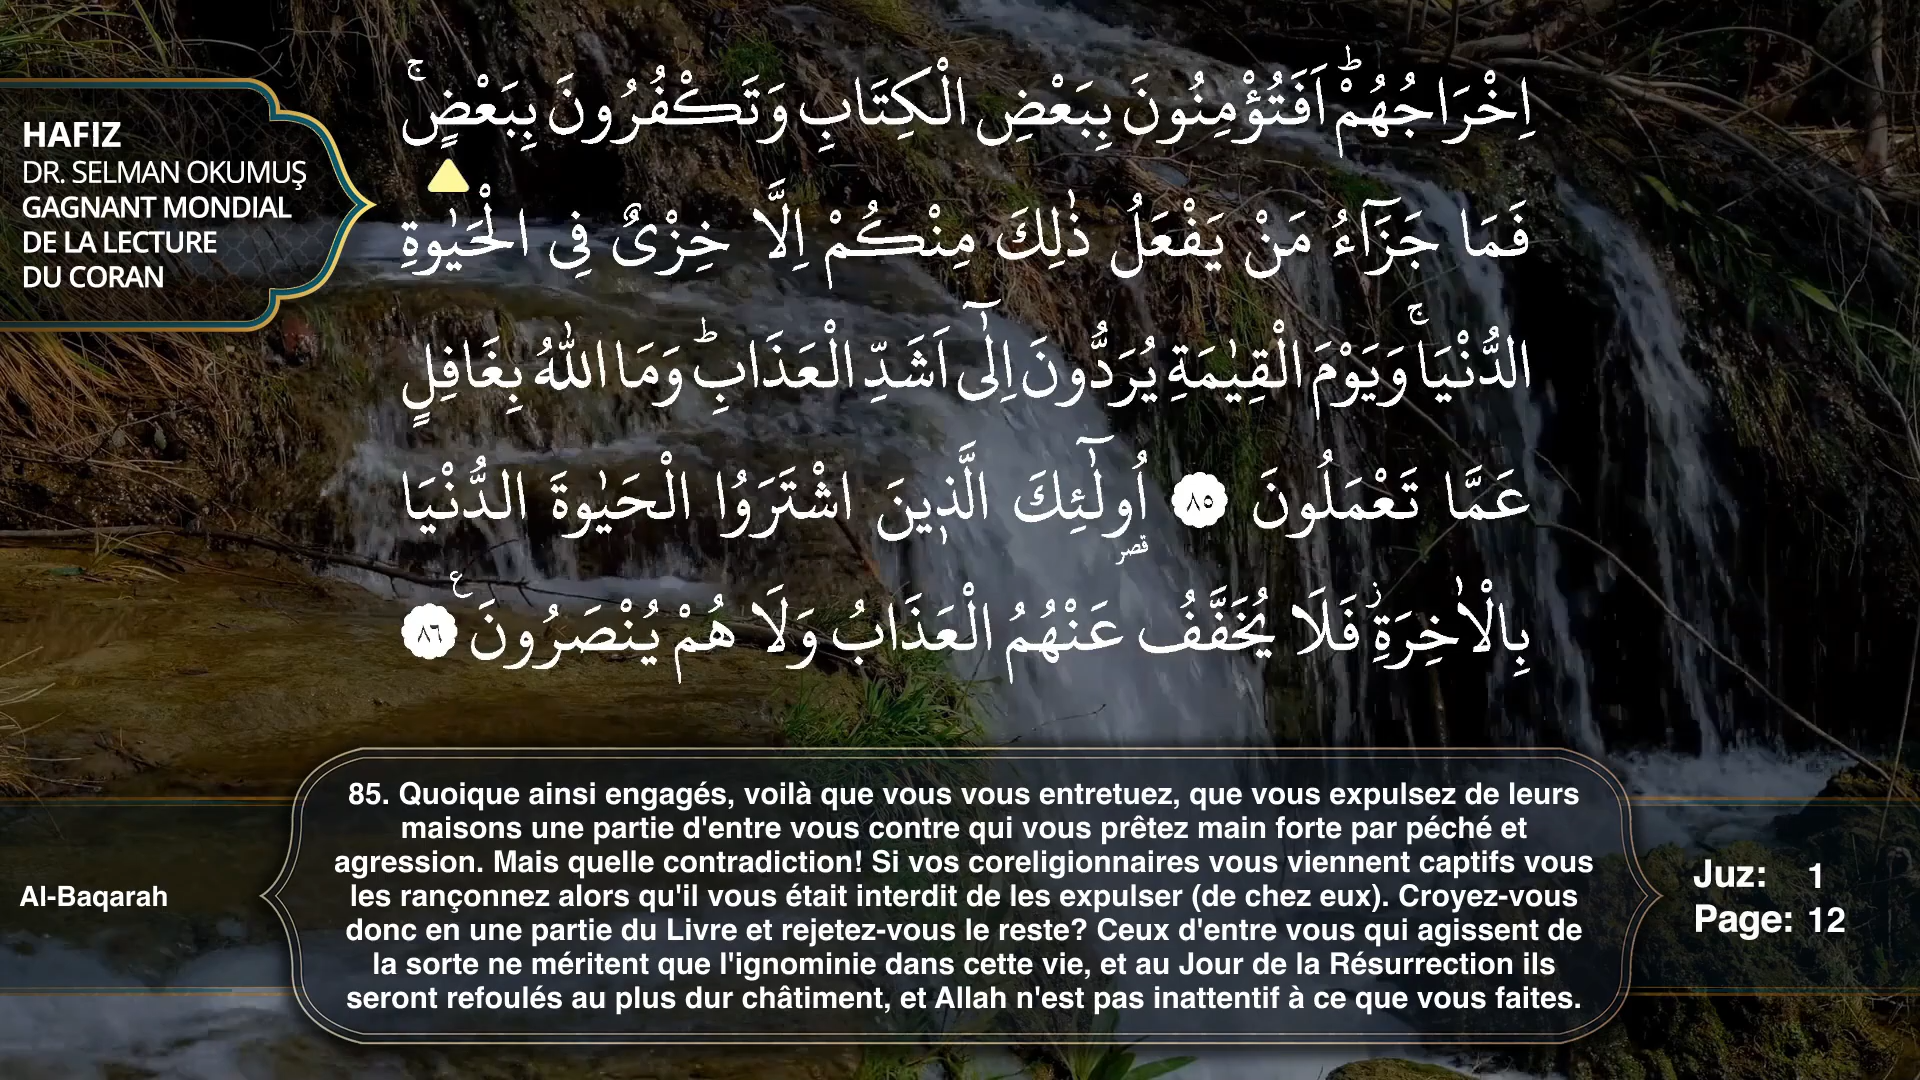 HAFIZ
DR. SELMAN OKUMUŞ
GAGNANT MONDIAL
DE LA LECTURE
DU CORAN
اِخْرَاجُهُمْۜ اَفَتُؤْمِنُونَ بِبَعْضِ الْكِتَابِ وَتَكْفُرُونَ بِبَعْضٍۚ
فَمَا جَزَٓاءُ مَنْ يَفْعَلُ ذٰلِكَ مِنْكُمْ اِلَّا خِزْىٌ فِى الْحَيٰوةِ
الدُّنْيَاۚ وَيَوْمَ الْقِيٰمَةِ يُرَدُّونَ اِلٰٓى اَشَدِّ الْعَذَابِۜ وَمَا اللّٰهُ بِغَافِلٍ
عَمَّا تَعْمَلُونَ ٨٥ اُو۬لٰٓئِكَ الَّذ۪ينَ اشْتَرَوُا الْحَيٰوةَ الدُّنْيَا
قصر
بِالْاٰخِرَةِۘ فَلَا يُخَفَّفُ عَنْهُمُ الْعَذَابُ وَلَا هُمْ يُنْصَرُونَ ع ٨٦
85. Quoique ainsi engagés, voilà que vous vous entretuez, que vous expulsez de leurs
maisons une partie d'entre vous contre qui vous prêtez main forte par péché et
agression. Mais quelle contradiction! Si vos coreligionnaires vous viennent captifs vous
les rançonnez alors qu'il vous était interdit de les expulser (de chez eux). Croyez-vous
donc en une partie du Livre et rejetez-vous le reste? Ceux d'entre vous qui agissent de
la sorte ne méritent que l'ignominie dans cette vie, et au Jour de la Résurrection ils
seront refoulés au plus dur châtiment, et Allah n'est pas inattentif à ce que vous faites.
Al-Baqarah
Juz: 1
Page: 12